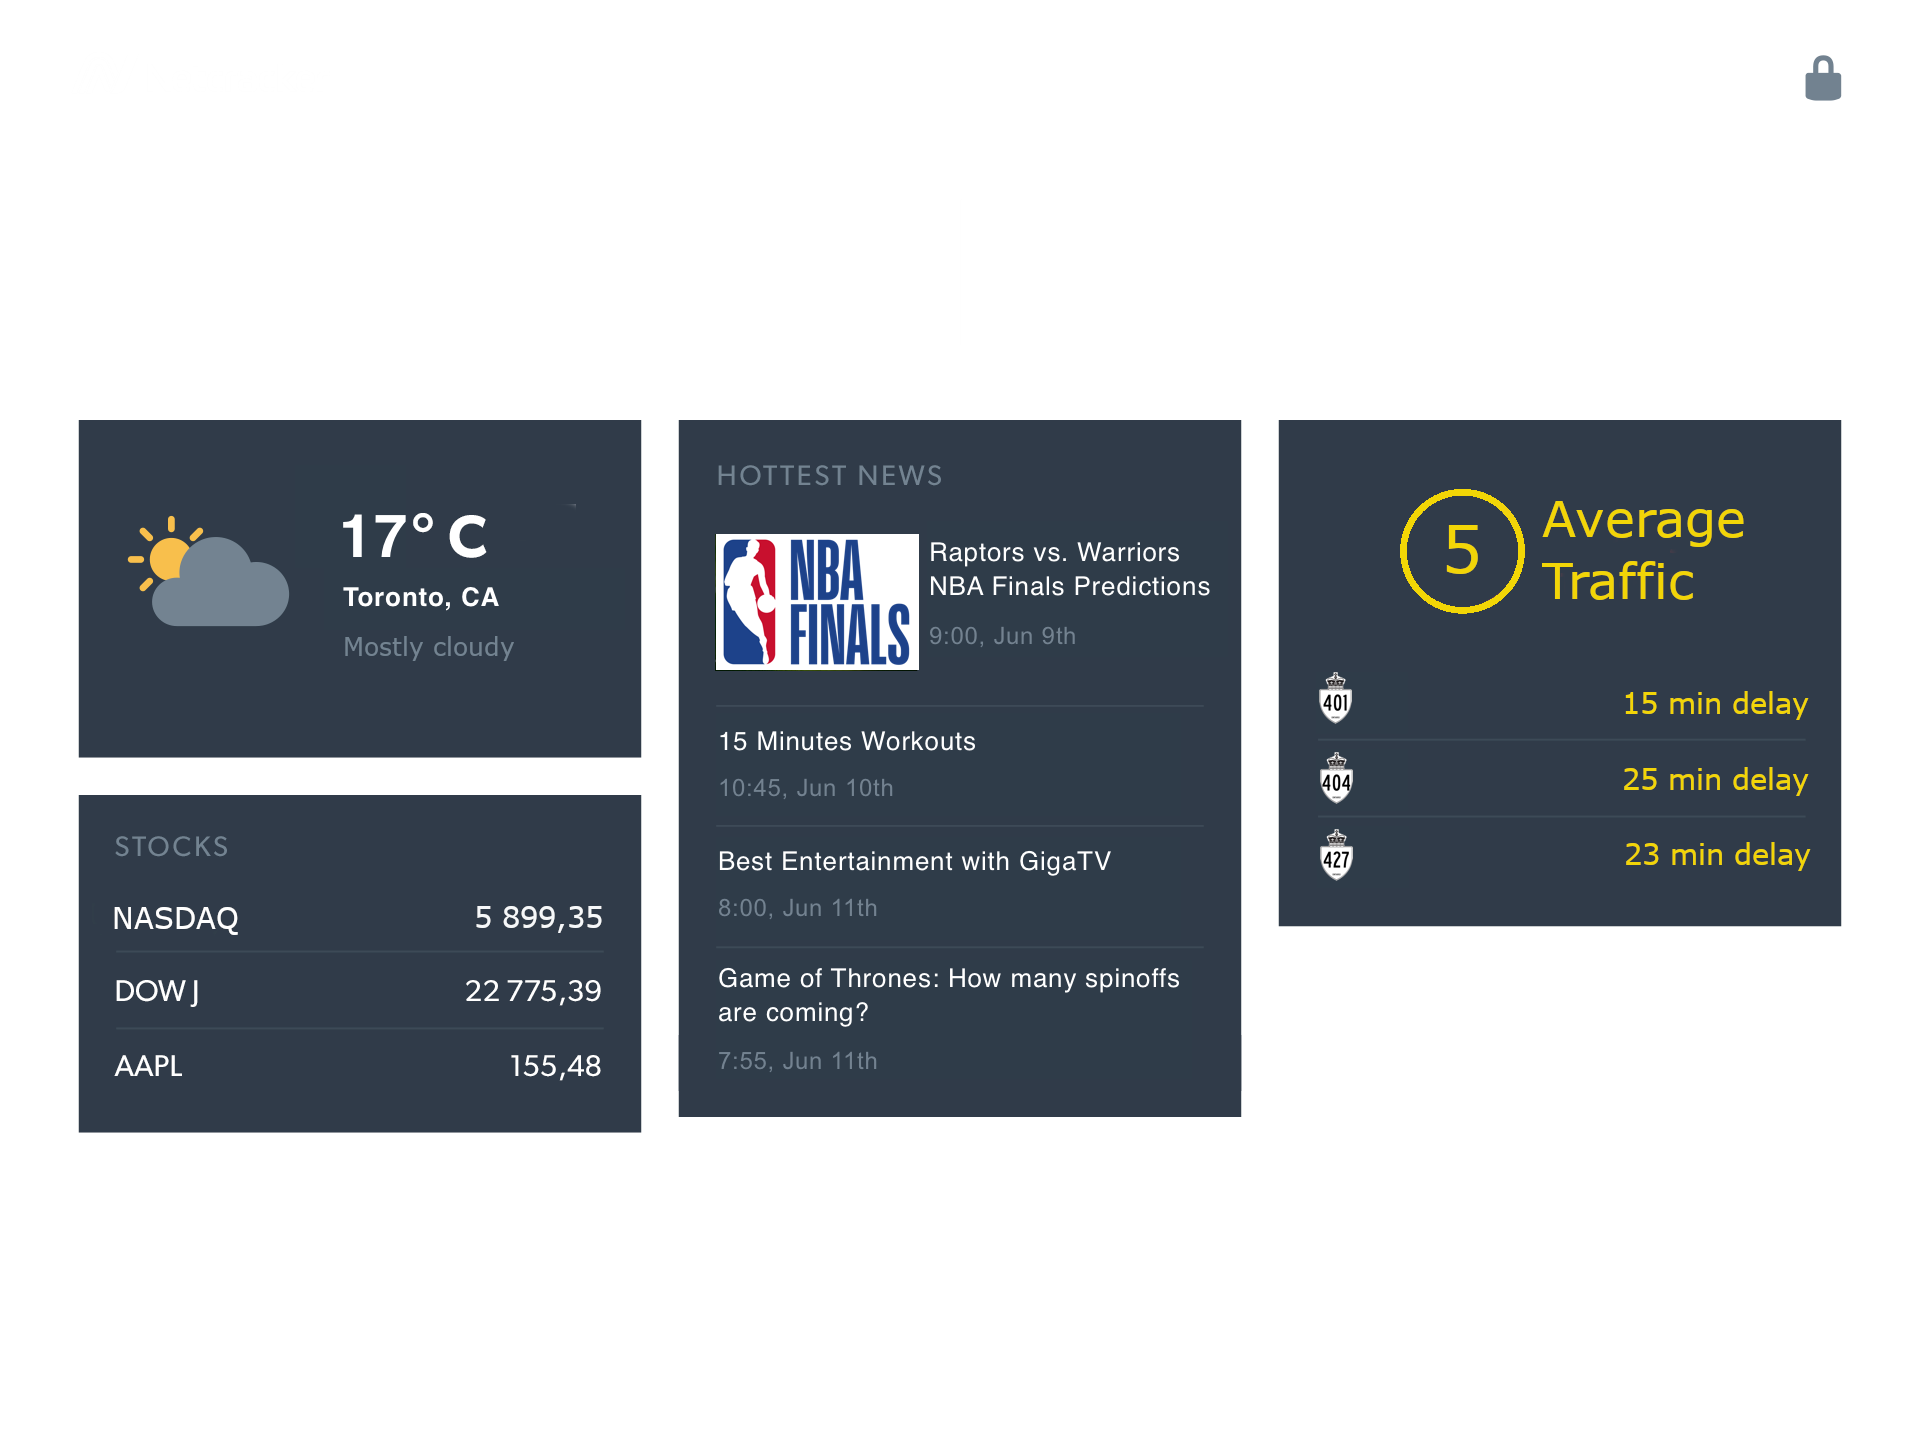 17° C
Toronto, CA
Mostly cloudy
STOCKS
NASDAQ 5 899,35
DOW J 22 775,39
AAPL 155,48
HOTTEST NEWS
NBA
FINALS
Raptors vs. Warriors
NBA Finals Predictions
9:00, Jun 9th
15 Minutes Workouts
10:45, Jun 10th
Best Entertainment with GigaTV
8:00, Jun 11th
Game of Thrones: How many spinoffs
are coming?
7:55, Jun 11th
5
Average
Traffic
401 15 min delay
404 25 min delay
427 23 min delay